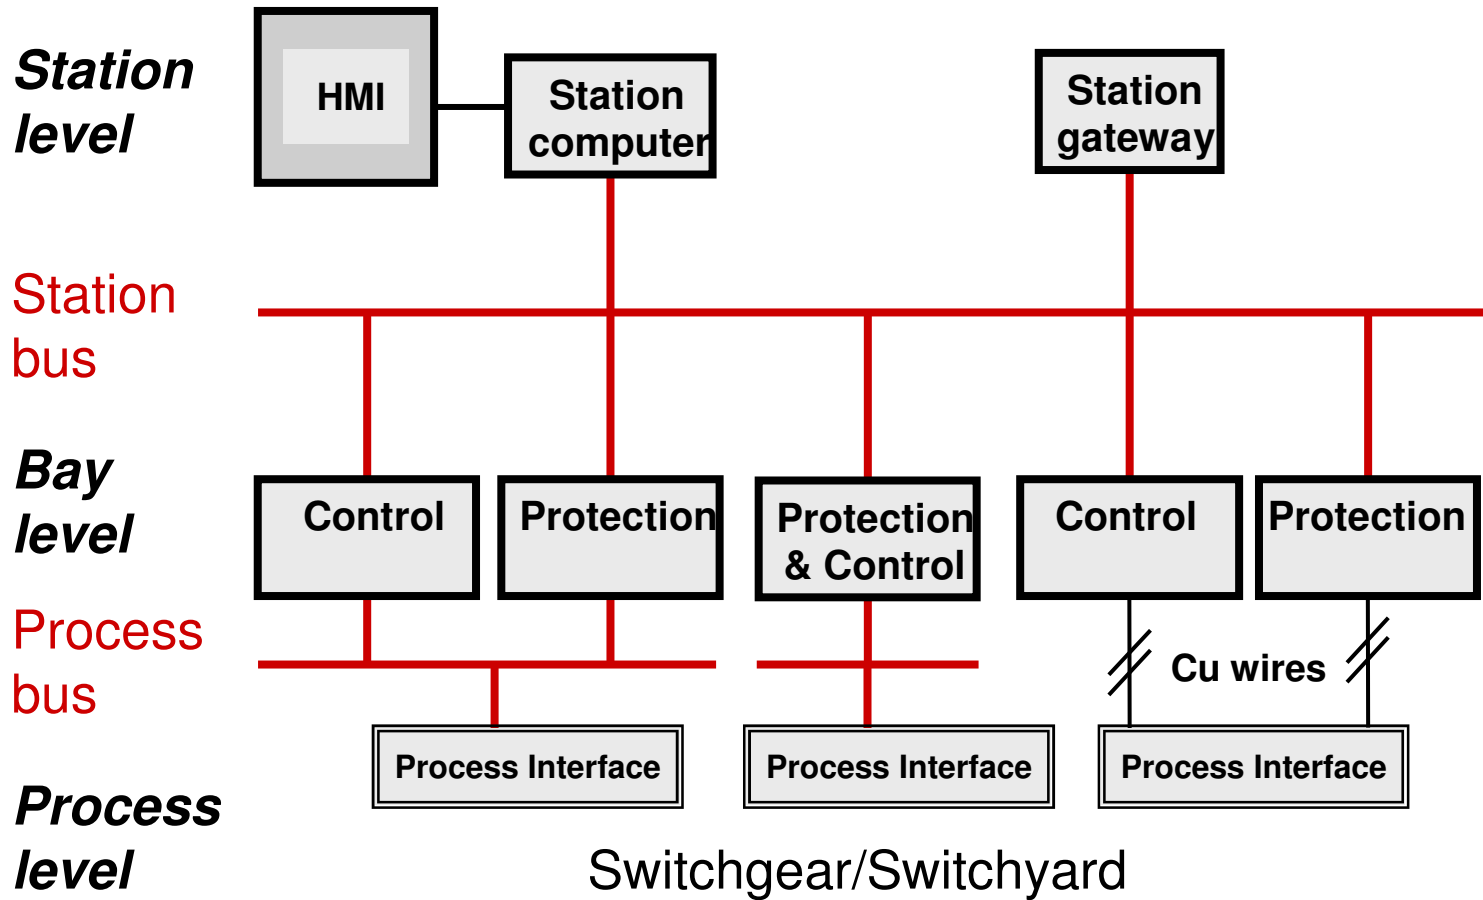 Station
level
HMI
Station
computer
Station
gateway
Station
bus
Bay
level
Control
Protection
Protection
& Control
Control
Protection
Process
bus
Cu wires
Process Interface
Process Interface
Process Interface
Process
level
Switchgear/Switchyard